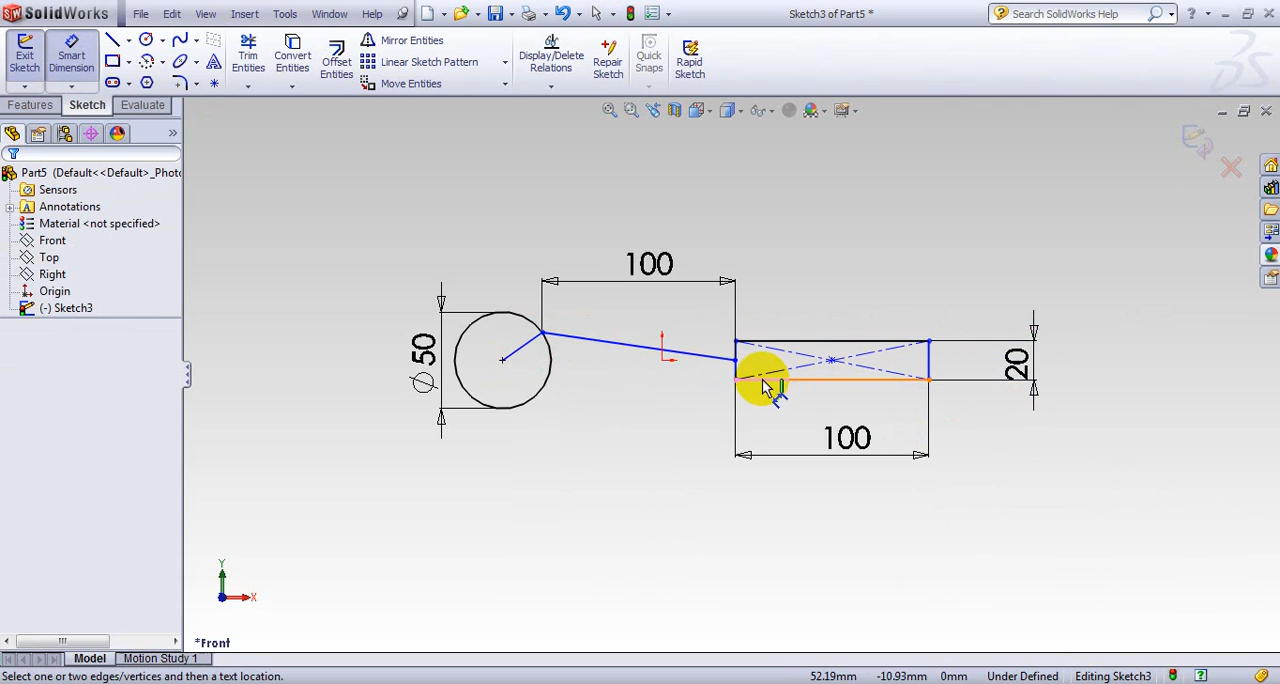 SolidWorks File Edit View Insert Tools Window Help Sketch3 of Part5 * Search SolidWorks Help
Exit Sketch
Smart Dimension
Trim Entities
Convert Entities
Offset Entities
Mirror Entities
Linear Sketch Pattern
Move Entities
Display/Delete Relations
Repair Sketch
Quick Snaps
Rapid Sketch
Features Sketch Evaluate
Part5 (Default<<Default>_Photo
Sensors
Annotations
Material <not specified>
Front
Top
Right
Origin
(-) Sketch3
100
⌀50
20
100
Y
X
*Front
Model Motion Study 1
Select one or two edges/vertices and then a text location. 52.19mm -10.93mm 0mm Under Defined Editing Sketch3